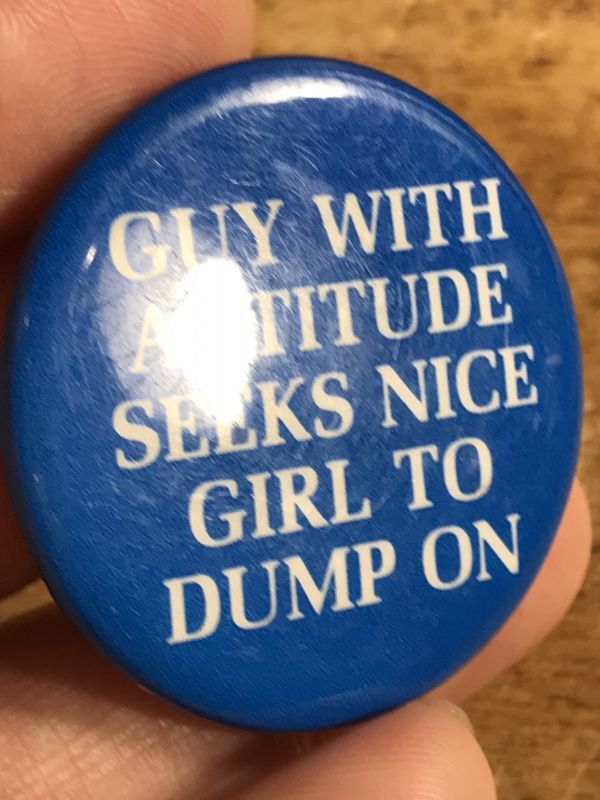 GUY WITH
ATTITUDE
SEEKS NICE
GIRL TO
DUMP ON